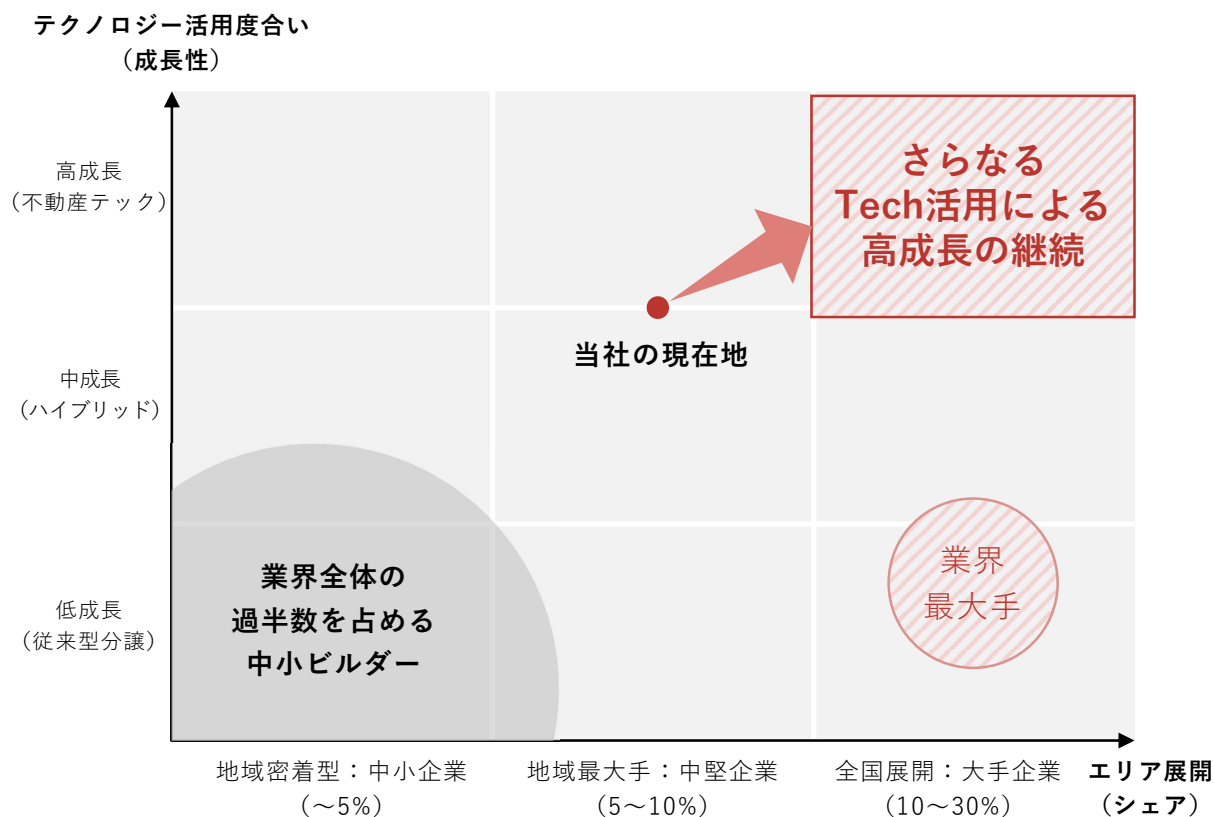 テクノロジー活用度合い
（成長性）
高成長
（不動産テック）
さらなる
Tech活用による
高成長の継続
当社の現在地
中成長
（ハイブリッド）
業界
最大手
業界全体の
過半数を占める
中小ビルダー
低成長
（従来型分譲）
地域密着型：中小企業
（～5%）
地域最大手：中堅企業
（5～10%）
全国展開：大手企業
（10～30%）
エリア展開
（シェア）